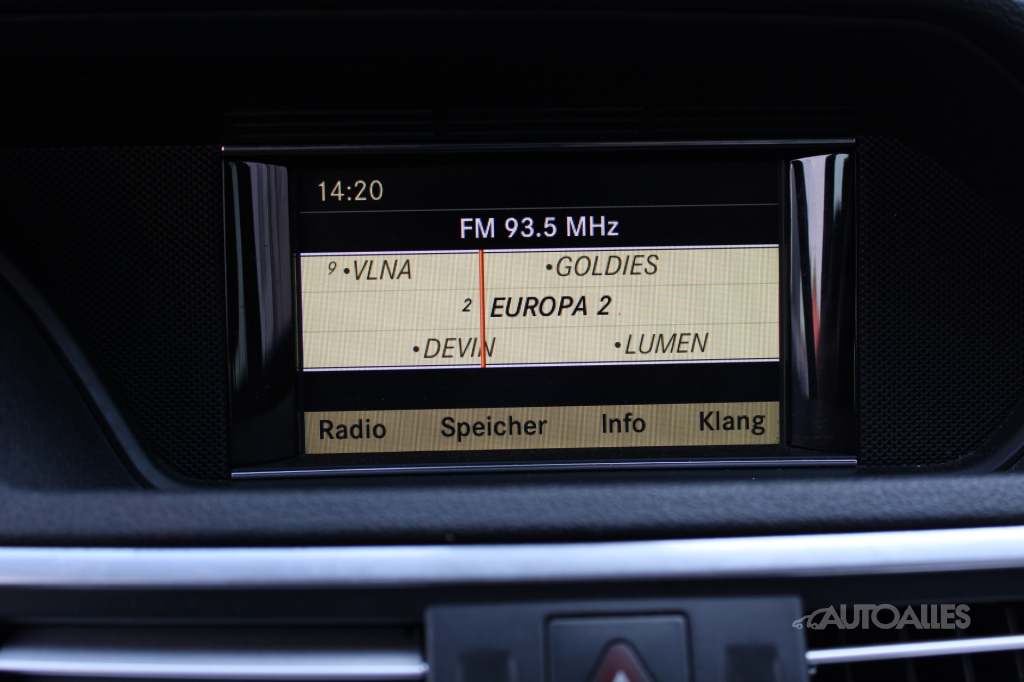 14:20
FM 93.5 MHz
9 •VLNA •GOLDIES
2 EUROPA 2
•DEVIN •LUMEN
Radio Speicher Info Klang
AUTOALLES